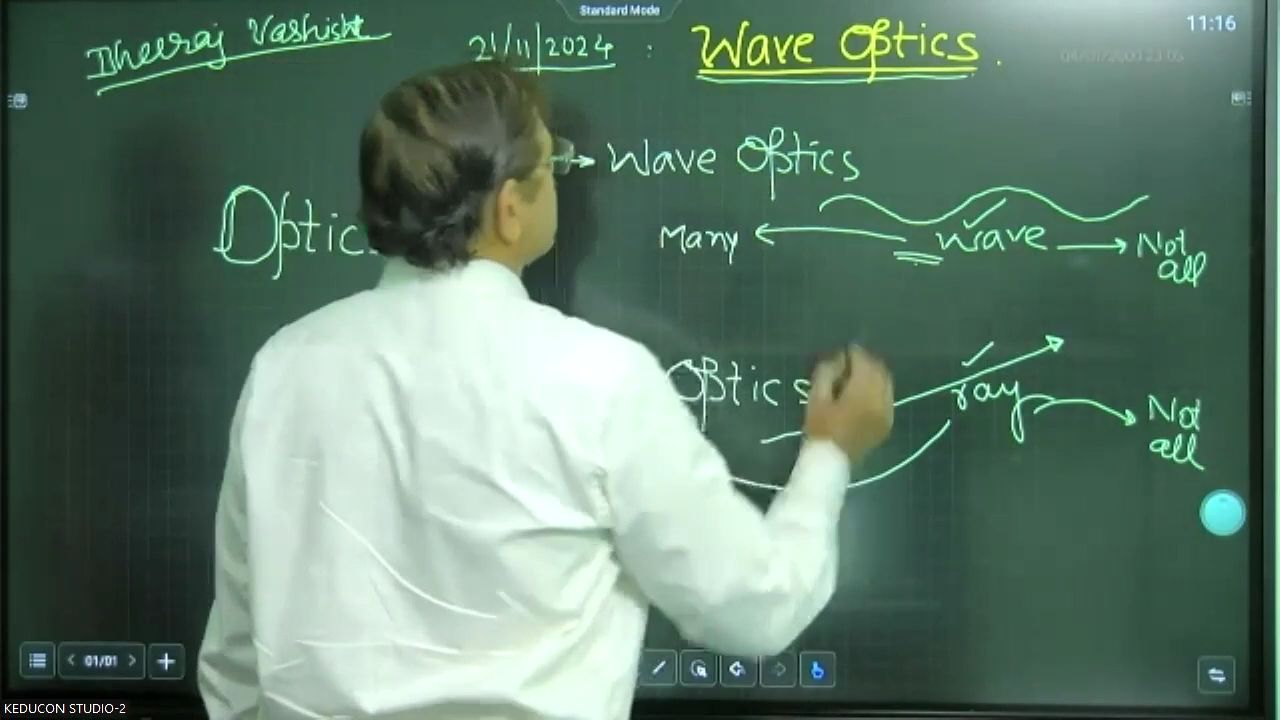 Standard Mode
Dheeraj Vashisht 21/11/2024 : Wave Optics. 11:16
→ Wave Optics
Optic
Many ← wave → Not all
Optics ray → Not all
01/01
KEDUCON STUDIO-2